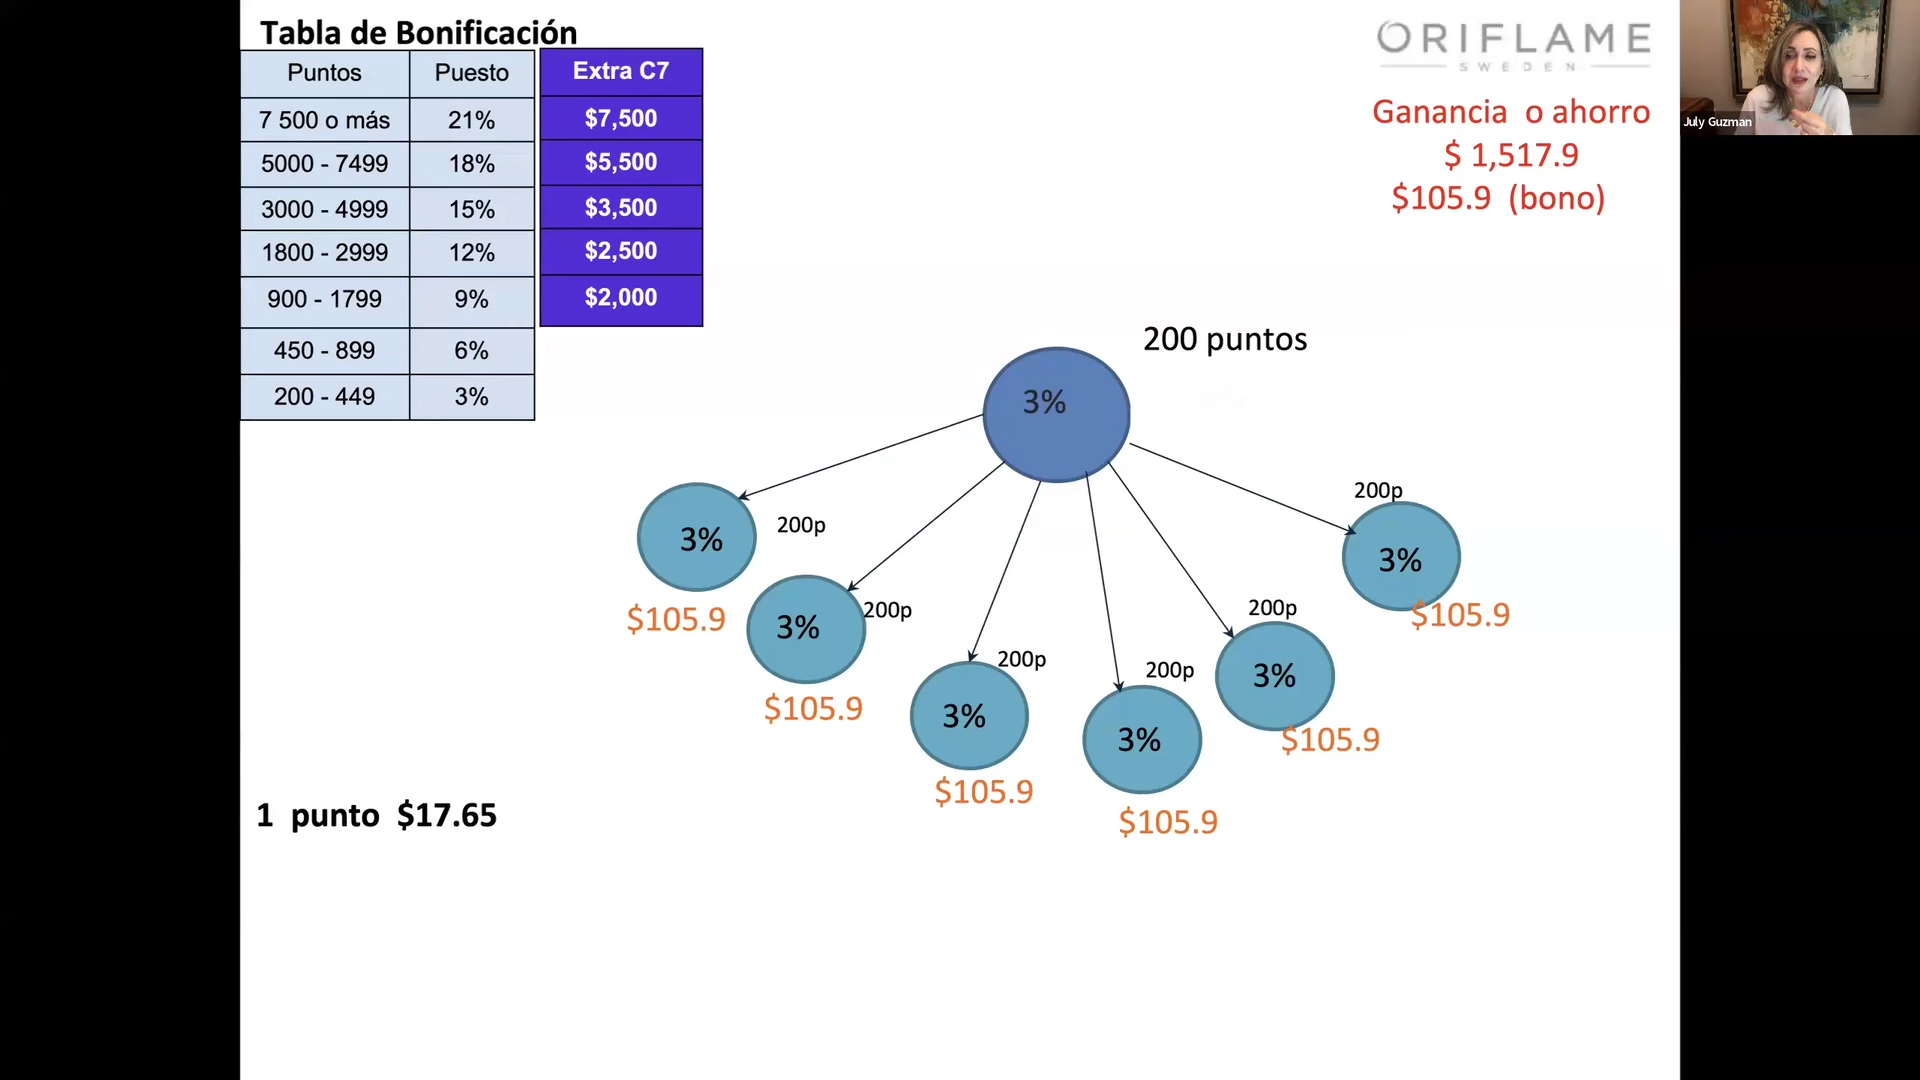 Tabla de Bonificación
Puntos Puesto Extra C7
7 500 o más 21% $7,500
5000 - 7499 18% $5,500
3000 - 4999 15% $3,500
1800 - 2999 12% $2,500
900 - 1799 9% $2,000
450 - 899 6%
200 - 449 3%
ORIFLAME
SWEDEN
Ganancia o ahorro
$ 1,517.9
$105.9 (bono)
July Guzman
200 puntos
3%
200p
3%
$105.9
200p
3%
$105.9
200p
3%
$105.9
200p
3%
$105.9
200p
3%
$105.9
200p
3%
$105.9
1 punto $17.65